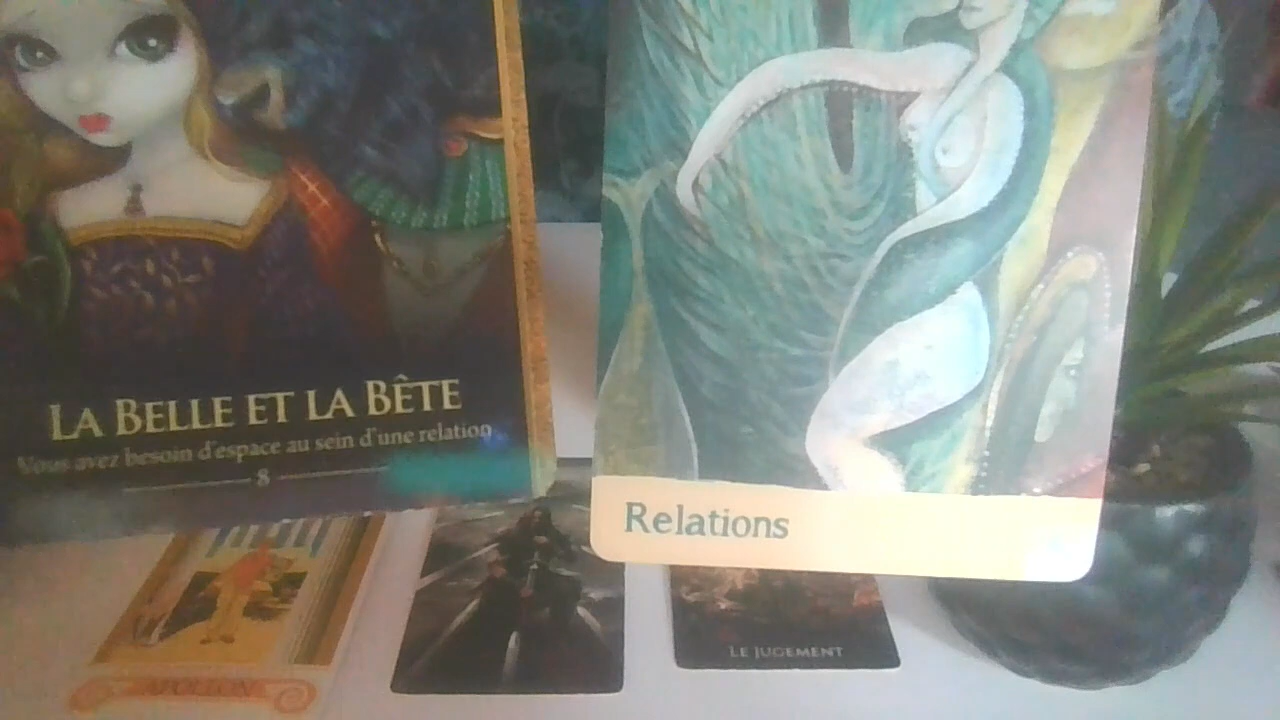 LA BELLE ET LA BÊTE
Vous avez besoin d'espace au sein d'une relation
8
Relations
APOLLON
LE JUGEMENT